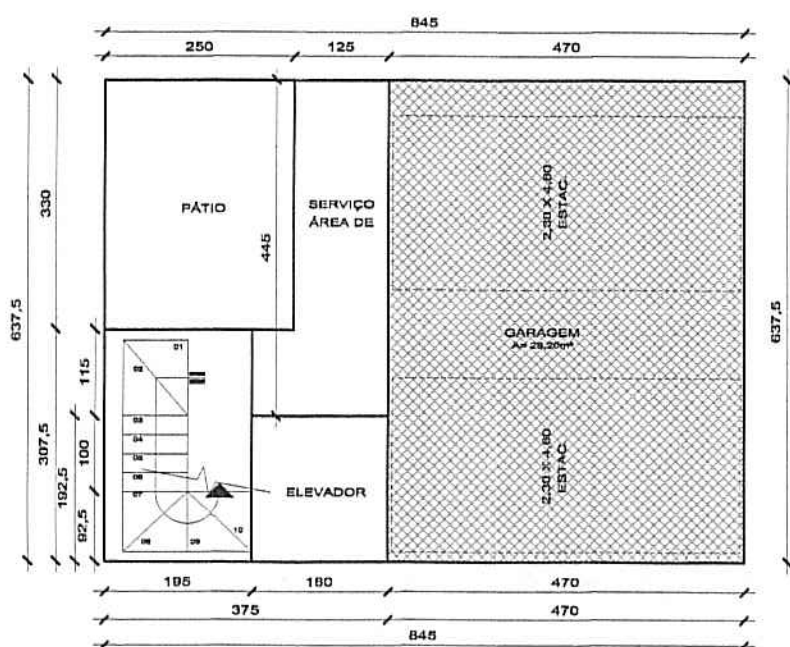 845
250
125
470
637,5
330
307,5
192,5
115
100
92,5
445
637,5
PÁTIO
SERVIÇO
ÁREA DE
2,30 X 4,60
ESTAC.
GARAGEM
A= 28,20m²
2,30 X 4,60
ESTAC.
01
02
03
04
05
06
07
08
09
10
ELEVADOR
195
180
470
375
470
845